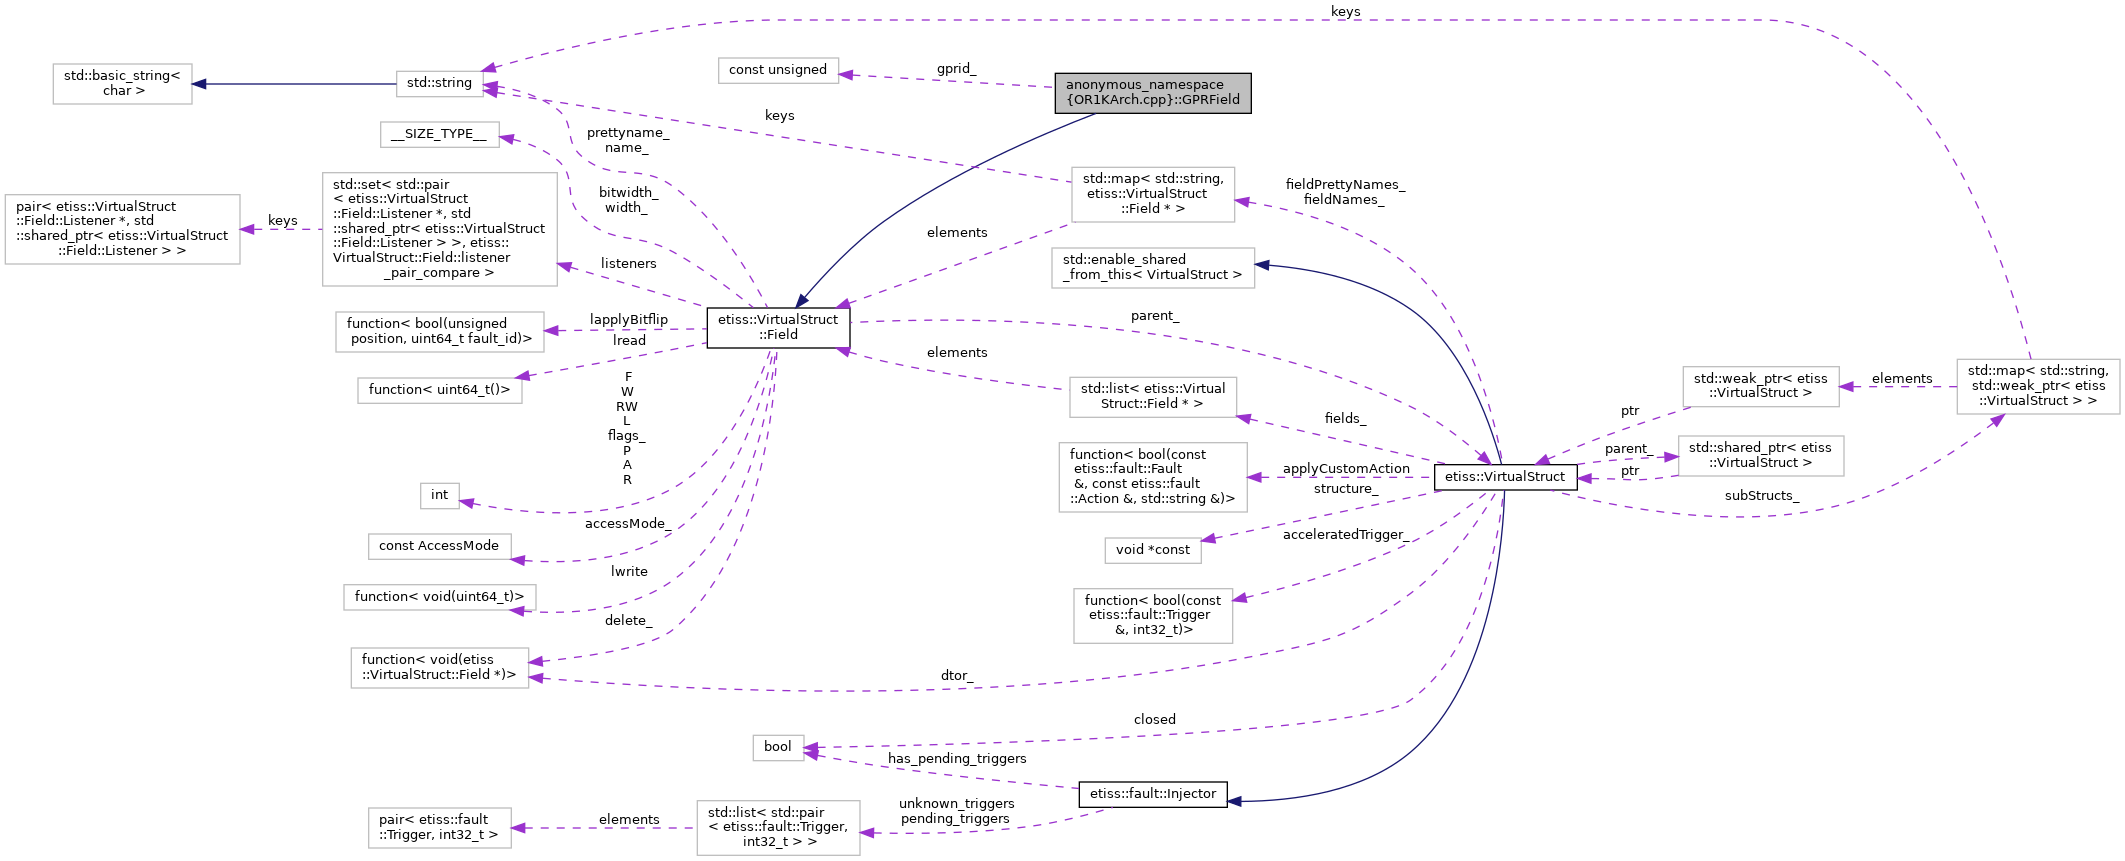 keys
std::basic_string<
char >
std::string
const unsigned
gprid_
anonymous_namespace
{OR1KArch.cpp}::GPRField
__SIZE_TYPE__
prettyname_
name_
keys
pair< etiss::VirtualStruct
::Field::Listener *, std
::shared_ptr< etiss::VirtualStruct
::Field::Listener > >
keys
std::set< std::pair
< etiss::VirtualStruct
::Field::Listener *, std
::shared_ptr< etiss::VirtualStruct
::Field::Listener > >, etiss::
VirtualStruct::Field::listener
_pair_compare >
bitwidth_
width_
listeners
std::map< std::string,
etiss::VirtualStruct
::Field * >
fieldPrettyNames_
fieldNames_
elements
std::enable_shared
_from_this< VirtualStruct >
function< bool(unsigned
position, uint64_t fault_id)>
lapplyBitflip
etiss::VirtualStruct
::Field
parent_
function< uint64_t()>
lread
elements
std::list< etiss::Virtual
Struct::Field * >
fields_
std::weak_ptr< etiss
::VirtualStruct >
elements
std::map< std::string,
std::weak_ptr< etiss
::VirtualStruct > >
ptr
F
W
RW
L
flags_
P
A
R
int
function< bool(const
etiss::fault::Fault
&, const etiss::fault
::Action &, std::string &)>
applyCustomAction
etiss::VirtualStruct
parent_
ptr
std::shared_ptr< etiss
::VirtualStruct >
structure_
subStructs_
const AccessMode
accessMode_
void *const
acceleratedTrigger_
function< void(uint64_t)>
lwrite
function< bool(const
etiss::fault::Trigger
&, int32_t)>
function< void(etiss
::VirtualStruct::Field *)>
delete_
dtor_
closed
bool
has_pending_triggers
etiss::fault::Injector
pair< etiss::fault
::Trigger, int32_t >
elements
std::list< std::pair
< etiss::fault::Trigger,
int32_t > >
unknown_triggers
pending_triggers